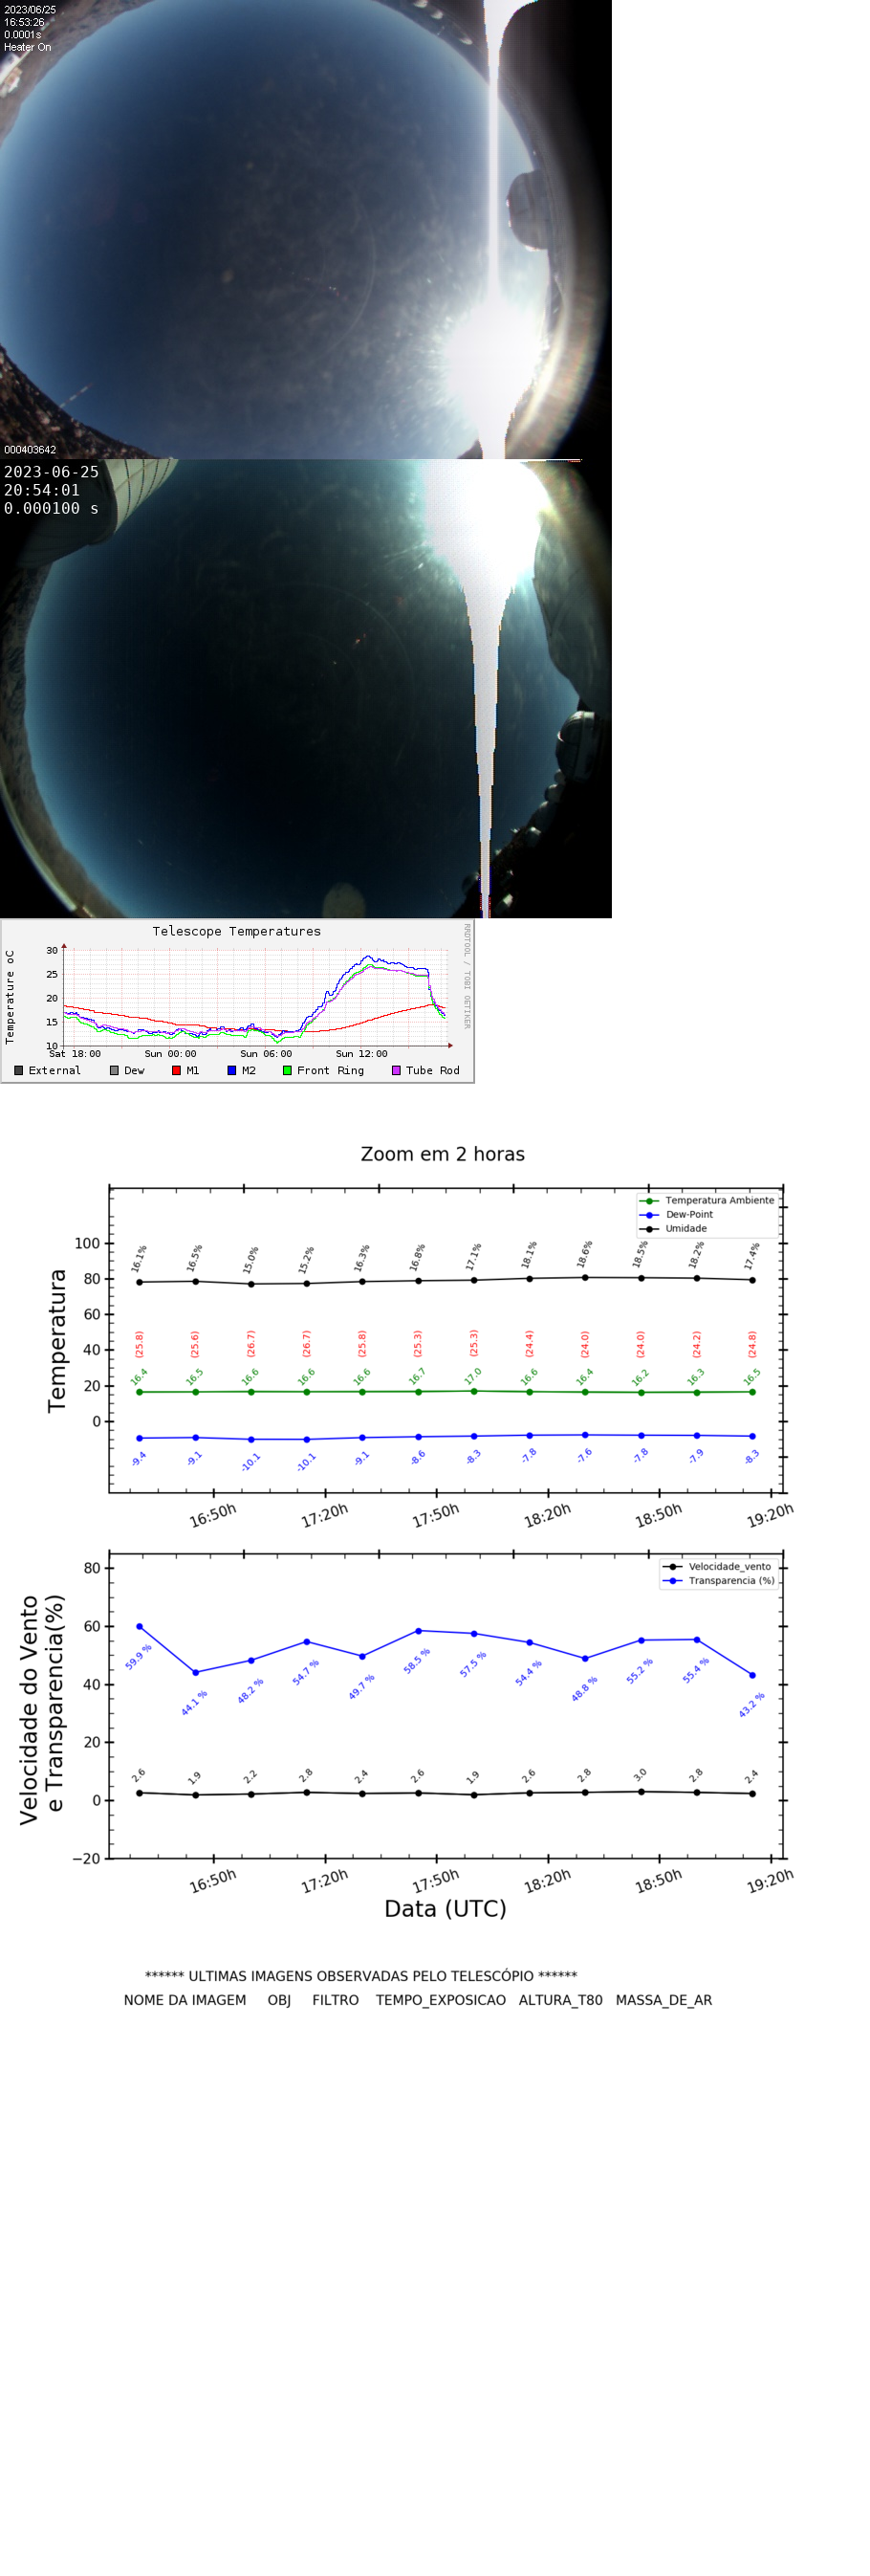 2023/06/25
16:53:26
0.0001s
Heater On
000403642
2023-06-25
20:54:01
0.000100 s
Telescope Temperatures
Temperature oC
RRDTOOL / TOBI OETIKER
30
25
20
15
10
Sat 18:00 Sun 00:00 Sun 06:00 Sun 12:00
External Dew M1 M2 Front Ring Tube Rod
Zoom em 2 horas
Temperatura Ambiente
Dew-Point
Umidade
Temperatura
100
80
60
40
20
0
16.1% 16.5% 15.0% 15.2% 16.3% 16.8% 17.1% 18.1% 18.6% 18.5% 18.2% 17.4%
(25.8) (25.6) (26.7) (26.7) (25.8) (25.3) (25.3) (24.4) (24.0) (24.0) (24.2) (24.8)
16.4 16.5 16.6 16.6 16.6 16.7 17.0 16.6 16.4 16.2 16.3 16.5
-9.4 -9.1 -10.1 -10.1 -9.1 -8.6 -8.3 -7.8 -7.6 -7.8 -7.9 -8.3
16:50h 17:20h 17:50h 18:20h 18:50h 19:20h
Velocidade_vento
Transparencia (%)
Velocidade do Vento
e Transparencia(%)
80
60
40
20
0
−20
59.9 % 44.1 % 48.2 % 54.7 % 49.7 % 58.5 % 57.5 % 54.4 % 48.8 % 55.2 % 55.4 % 43.2 %
2.6 1.9 2.2 2.8 2.4 2.6 1.9 2.6 2.8 3.0 2.8 2.4
16:50h 17:20h 17:50h 18:20h 18:50h 19:20h
Data (UTC)
****** ULTIMAS IMAGENS OBSERVADAS PELO TELESCÓPIO ******
NOME DA IMAGEM OBJ FILTRO TEMPO_EXPOSICAO ALTURA_T80 MASSA_DE_AR